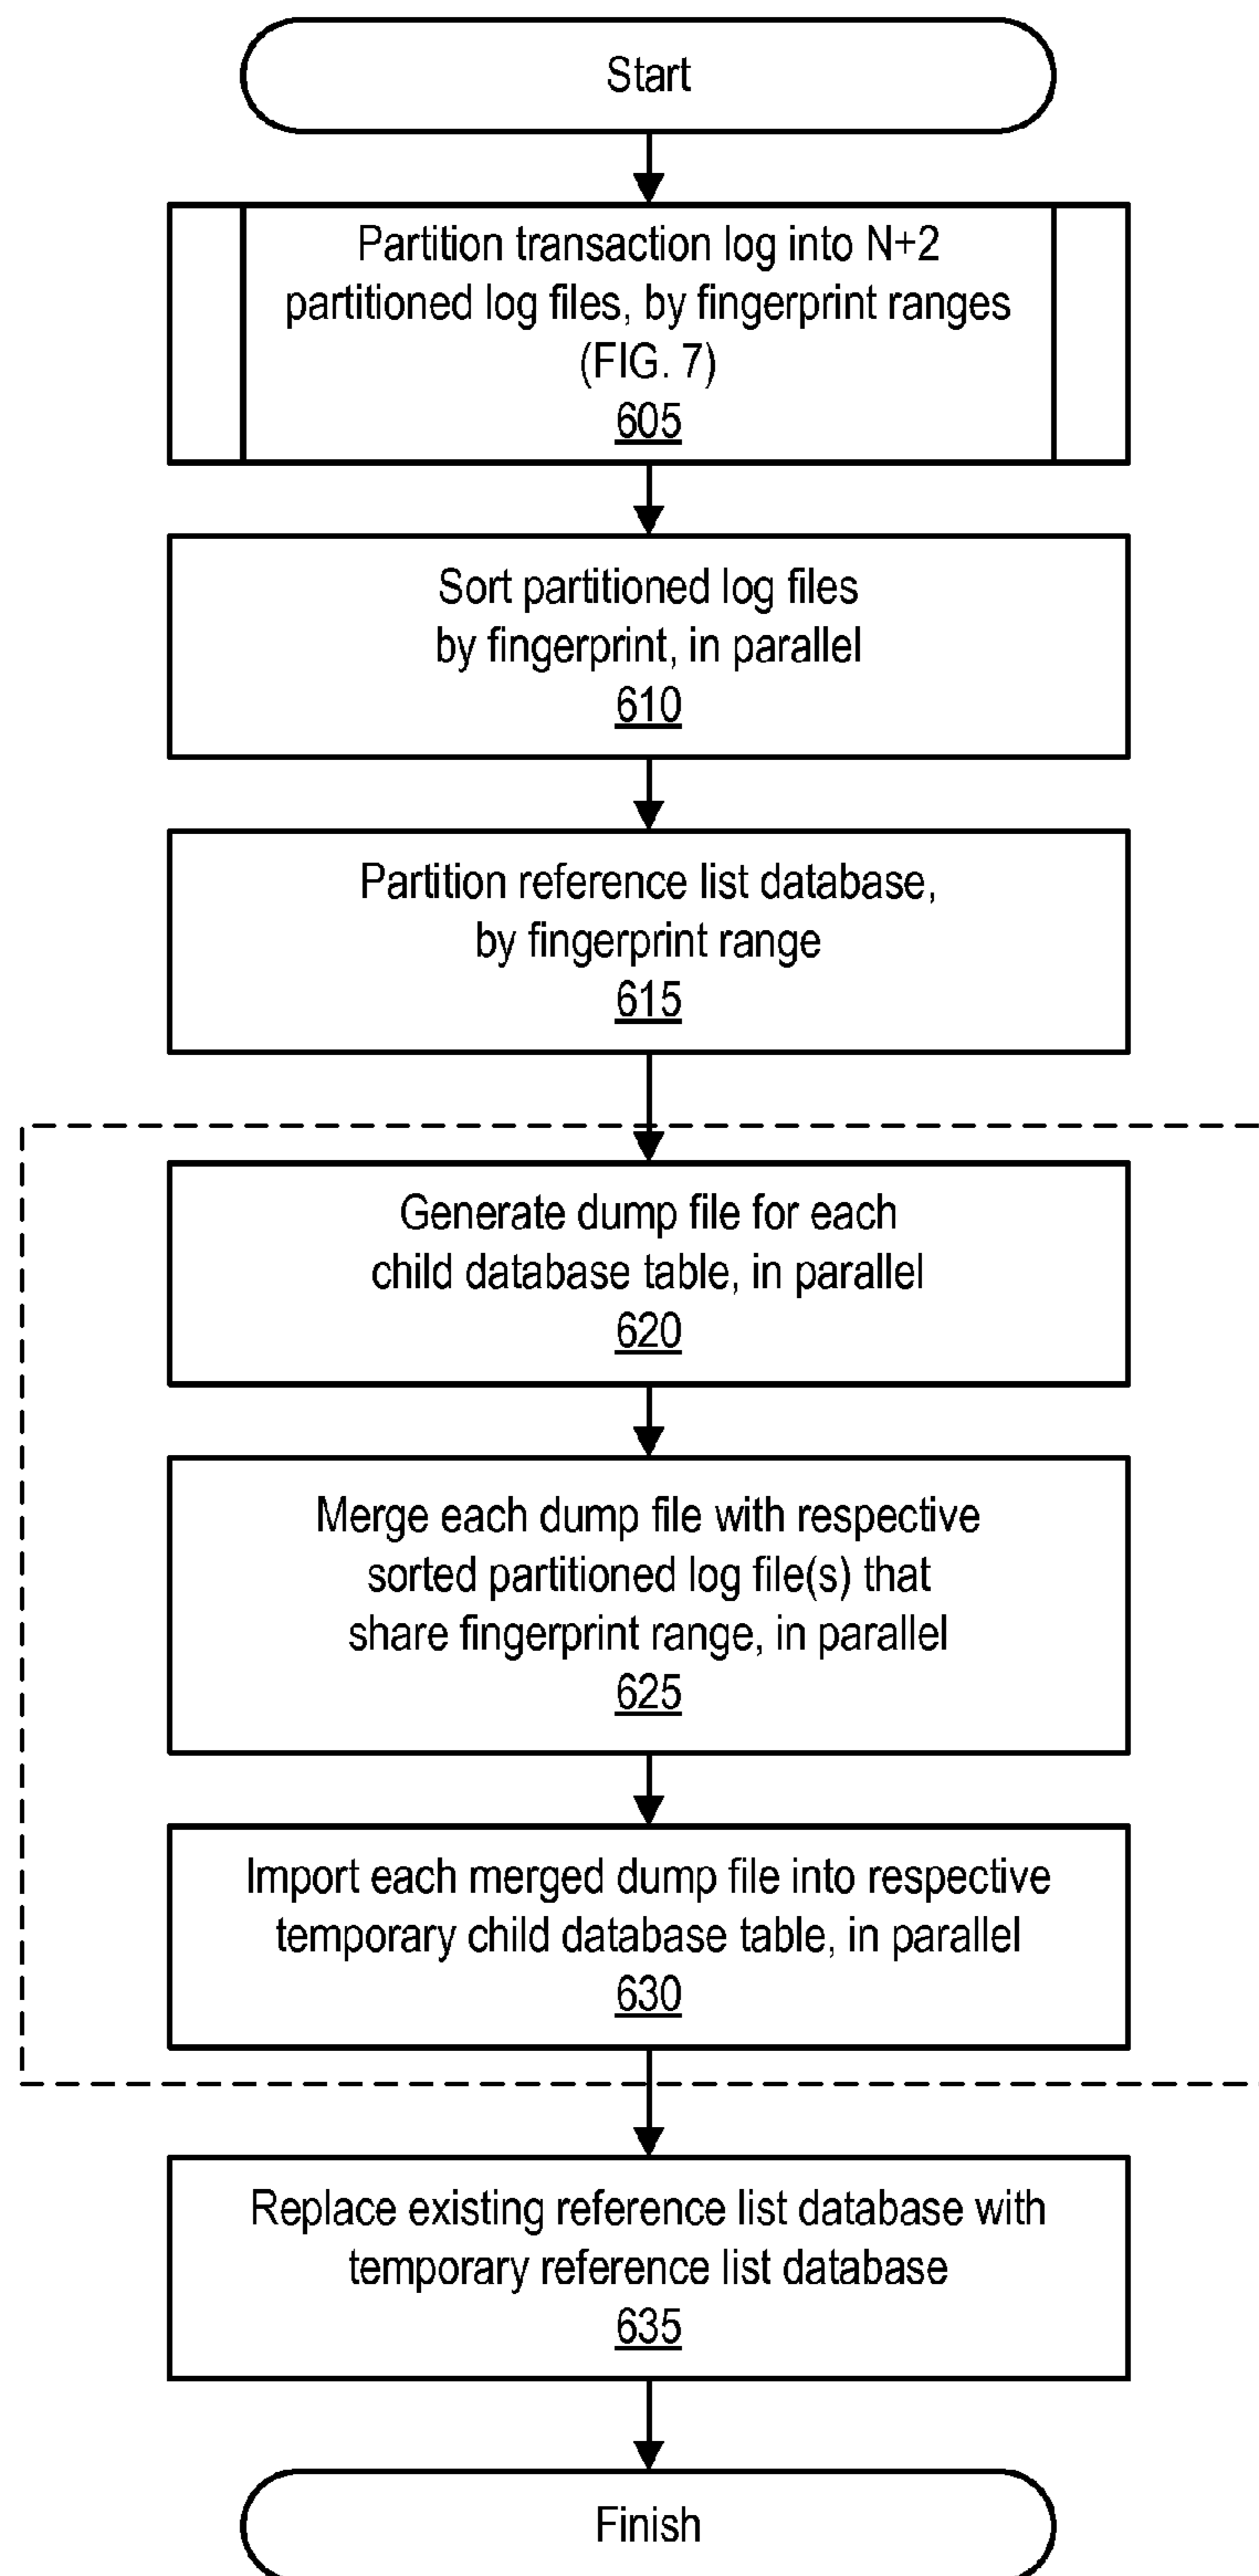 Start
Partition transaction log into N+2
partitioned log files, by fingerprint ranges
(FIG. 7)
605
Sort partitioned log files
by fingerprint, in parallel
610
Partition reference list database,
by fingerprint range
615
Generate dump file for each
child database table, in parallel
620
Merge each dump file with respective
sorted partitioned log file(s) that
share fingerprint range, in parallel
625
Import each merged dump file into respective
temporary child database table, in parallel
630
Replace existing reference list database with
temporary reference list database
635
Finish